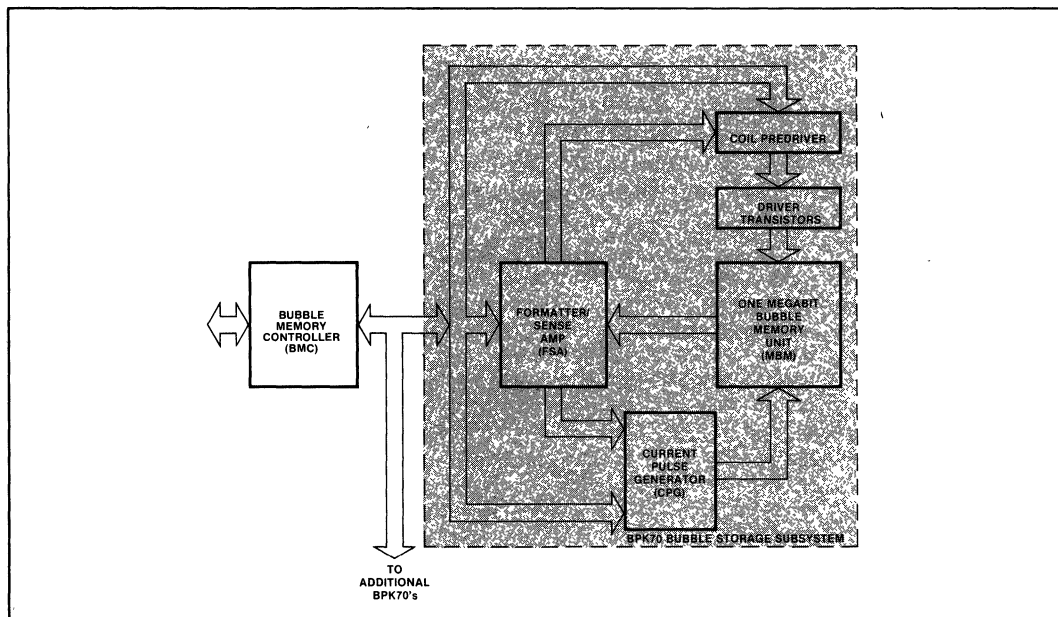 COIL PREDRIVER
DRIVER
TRANSISTORS
BUBBLE
MEMORY
CONTROLLER
(BMC)
FORMATTER/
SENSE
AMP
(FSA)
ONE MEGABIT
BUBBLE
MEMORY
UNIT
(MBM)
CURRENT
PULSE
GENERATOR
(CPG)
BPK70 BUBBLE STORAGE SUBSYSTEM
TO
ADDITIONAL
BPK70's